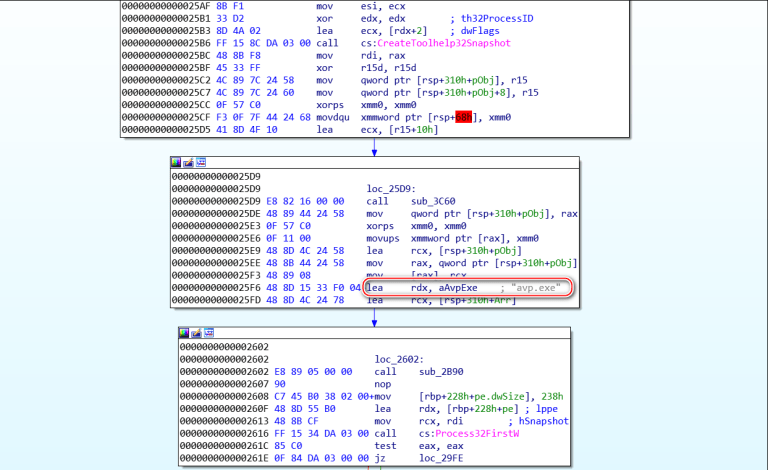 00000000000025AF 8B F1 mov esi, ecx
00000000000025B1 33 D2 xor edx, edx ; th32ProcessID
00000000000025B3 8D 4A 02 lea ecx, [rdx+2] ; dwFlags
00000000000025B6 FF 15 8C DA 03 00 call cs:CreateToolhelp32Snapshot
00000000000025BC 48 8B F8 mov rdi, rax
00000000000025BF 45 33 FF xor r15d, r15d
00000000000025C2 4C 89 7C 24 58 mov qword ptr [rsp+310h+pObj], r15
00000000000025C7 4C 89 7C 24 60 mov qword ptr [rsp+310h+pObj+8], r15
00000000000025CC 0F 57 C0 xorps xmm0, xmm0
00000000000025CF F3 0F 7F 44 24 68 movdqu xmmword ptr [rsp+68h], xmm0
00000000000025D5 41 8D 4F 10 lea ecx, [r15+10h]
00000000000025D9
00000000000025D9 loc_25D9:
00000000000025D9 E8 82 16 00 00 call sub_3C60
00000000000025DE 48 89 44 24 58 mov qword ptr [rsp+310h+pObj], rax
00000000000025E3 0F 57 C0 xorps xmm0, xmm0
00000000000025E6 0F 11 00 movups xmmword ptr [rax], xmm0
00000000000025E9 48 8D 4C 24 58 lea rcx, [rsp+310h+pObj]
00000000000025EE 48 8B 44 24 58 mov rax, qword ptr [rsp+310h+pObj]
00000000000025F3 48 89 08 mov [rax], rcx
00000000000025F6 48 8D 15 33 F0 04 lea rdx, aAvpExe ; "avp.exe"
00000000000025FD 48 8D 4C 24 78 lea rcx, [rsp+310h+Arr]
0000000000002602
0000000000002602 loc_2602:
0000000000002602 E8 89 05 00 00 call sub_2B90
0000000000002607 90 nop
0000000000002608 C7 45 B0 38 02 00+mov [rbp+228h+pe.dwSize], 238h
000000000000260F 48 8D 55 B0 lea rdx, [rbp+228h+pe] ; lppe
0000000000002613 48 8B CF mov rcx, rdi ; hSnapshot
0000000000002616 FF 15 34 DA 03 00 call cs:Process32FirstW
000000000000261C 85 C0 test eax, eax
000000000000261E 0F 84 DA 03 00 00 jz loc_29FE